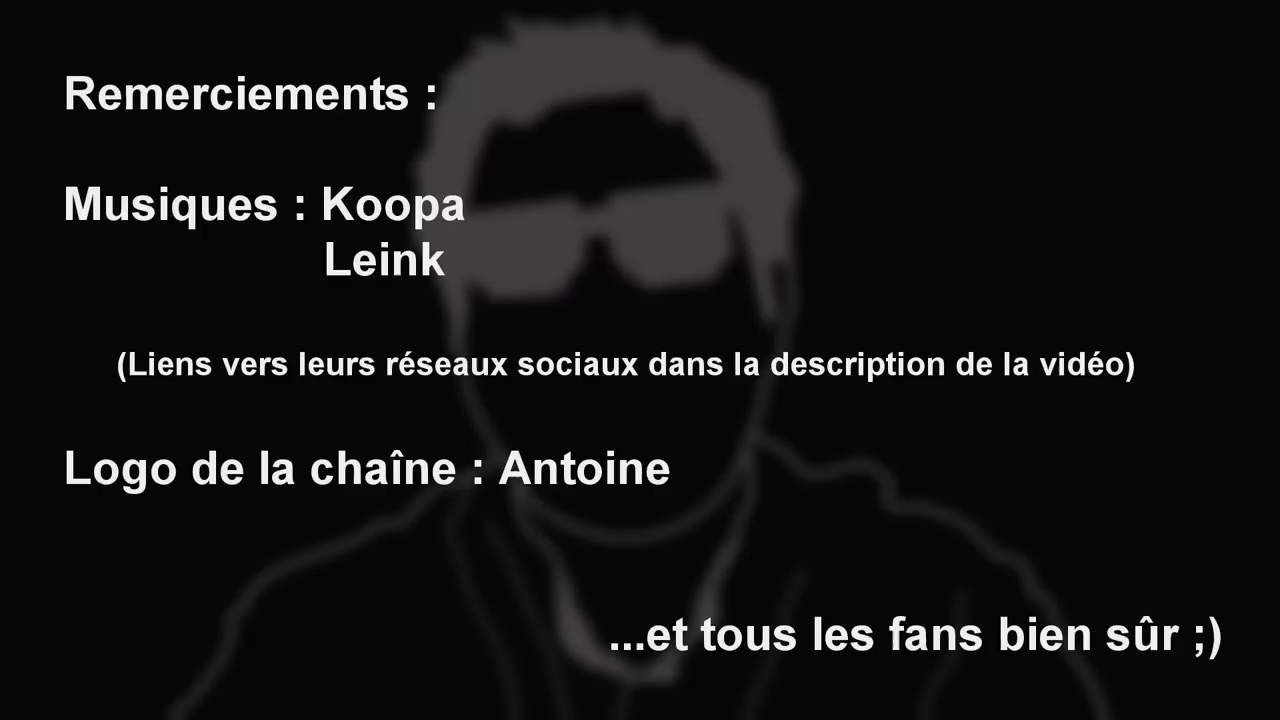 Remerciements :
Musiques : Koopa
Leink
(Liens vers leurs réseaux sociaux dans la description de la vidéo)
Logo de la chaîne : Antoine
...et tous les fans bien sûr ;)